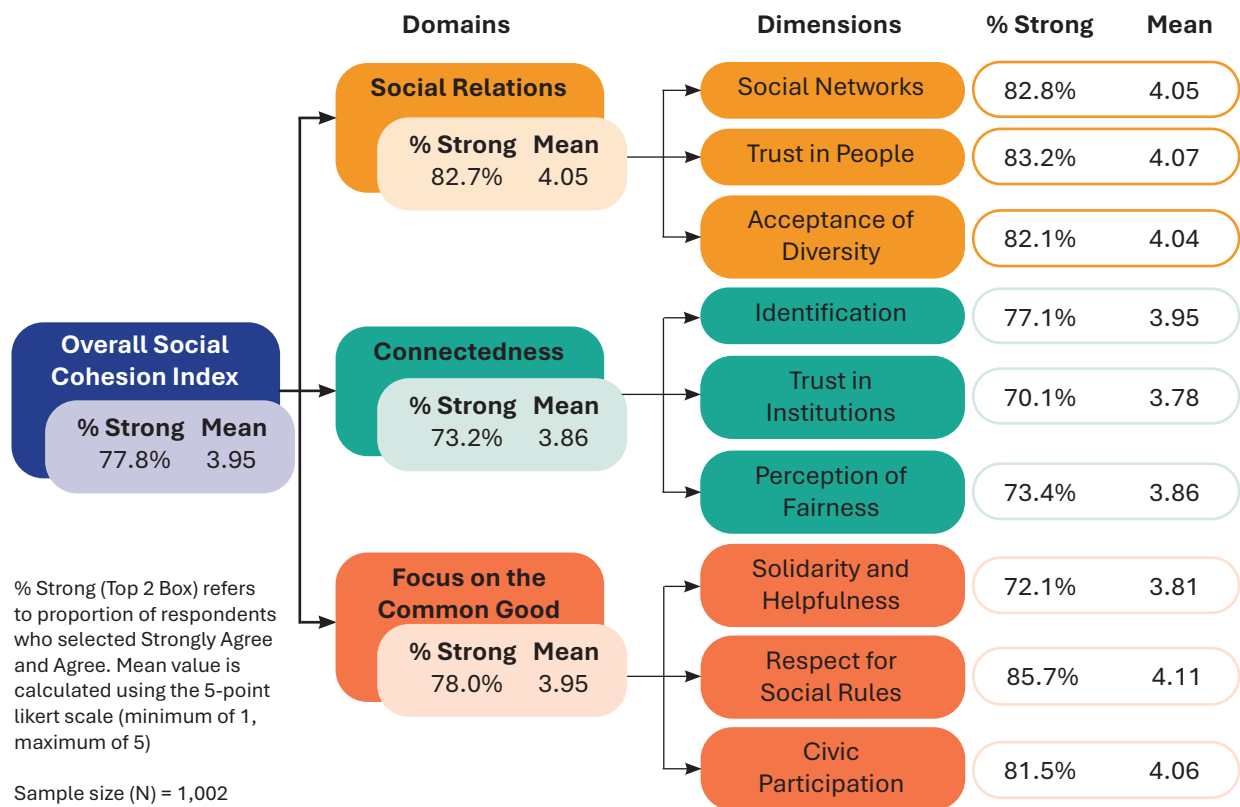 Domains
Dimensions
% Strong Mean
Social Relations
% Strong Mean
82.7% 4.05
Social Networks
82.8% 4.05
Trust in People
83.2% 4.07
Acceptance of
Diversity
82.1% 4.04
Overall Social
Cohesion Index
% Strong Mean
77.8% 3.95
Connectedness
% Strong Mean
73.2% 3.86
Identification
77.1% 3.95
Trust in
Institutions
70.1% 3.78
Perception of
Fairness
73.4% 3.86
Focus on the
Common Good
% Strong Mean
78.0% 3.95
Solidarity and
Helpfulness
72.1% 3.81
Respect for
Social Rules
85.7% 4.11
Civic
Participation
81.5% 4.06
% Strong (Top 2 Box) refers
to proportion of respondents
who selected Strongly Agree
and Agree. Mean value is
calculated using the 5-point
likert scale (minimum of 1,
maximum of 5)
Sample size (N) = 1,002